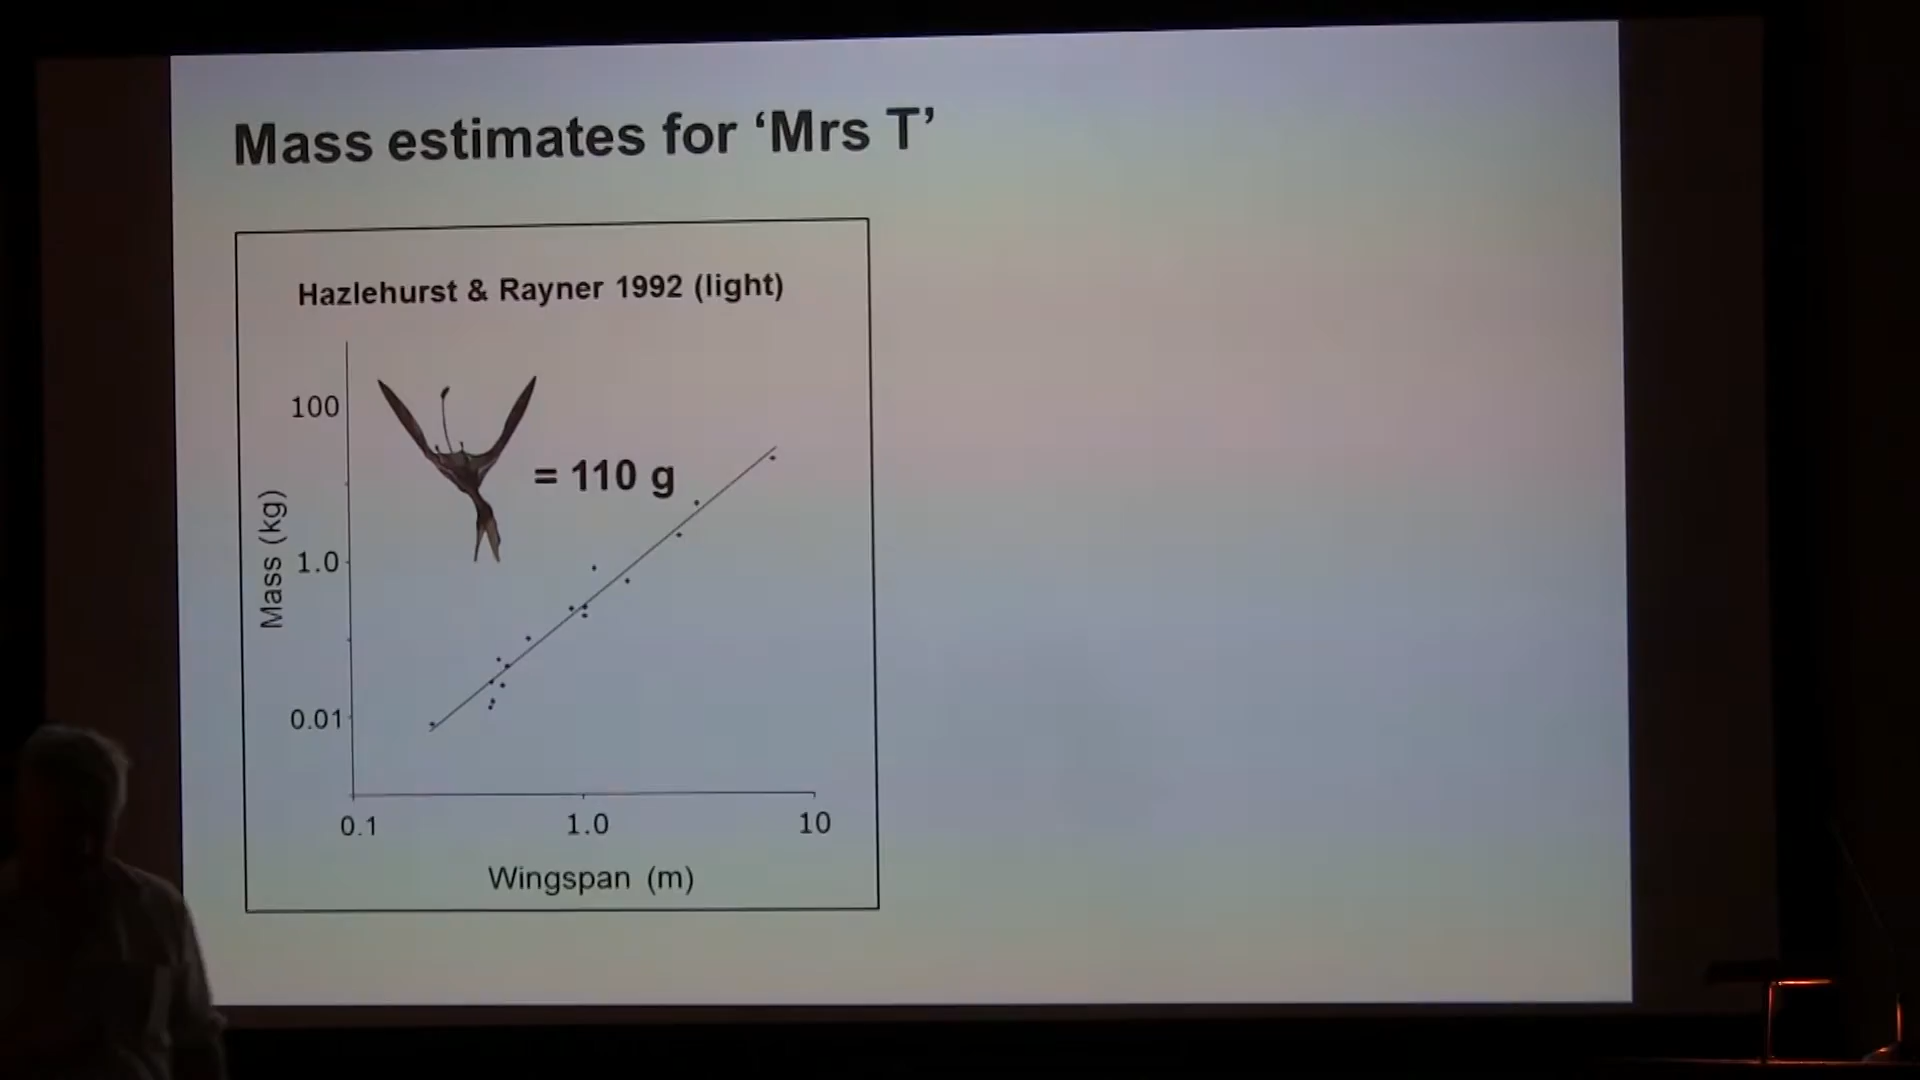 Mass estimates for ‘Mrs T’
Hazlehurst & Rayner 1992 (light)
100
= 110 g
Mass (kg)
1.0
0.01
0.1
1.0
10
Wingspan (m)